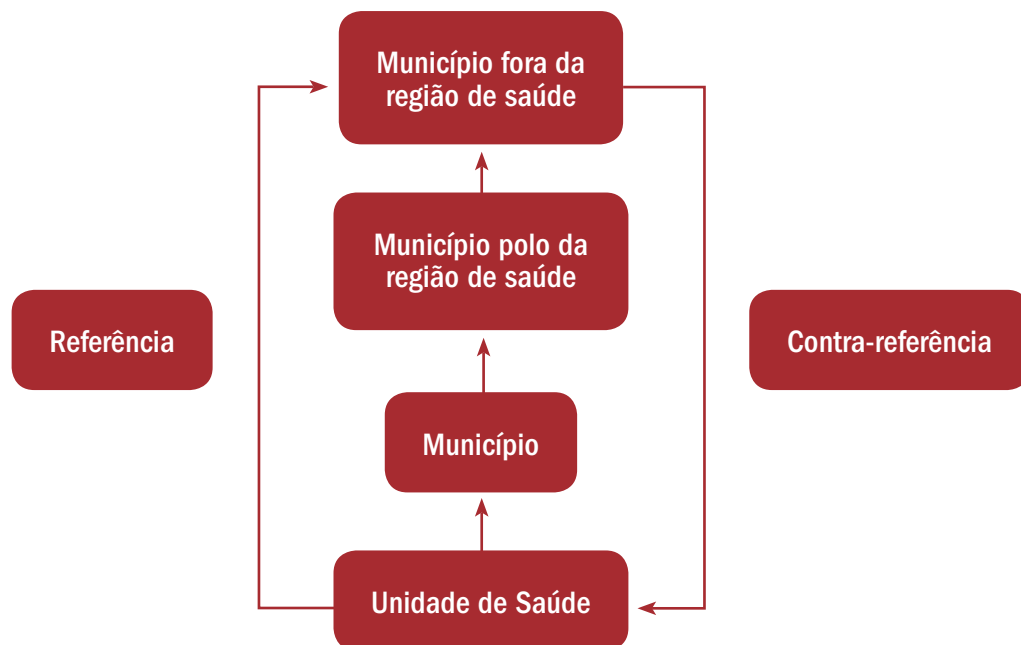 Município fora da
região de saúde
Município polo da
região de saúde
Referência
Contra-referência
Município
Unidade de Saúde